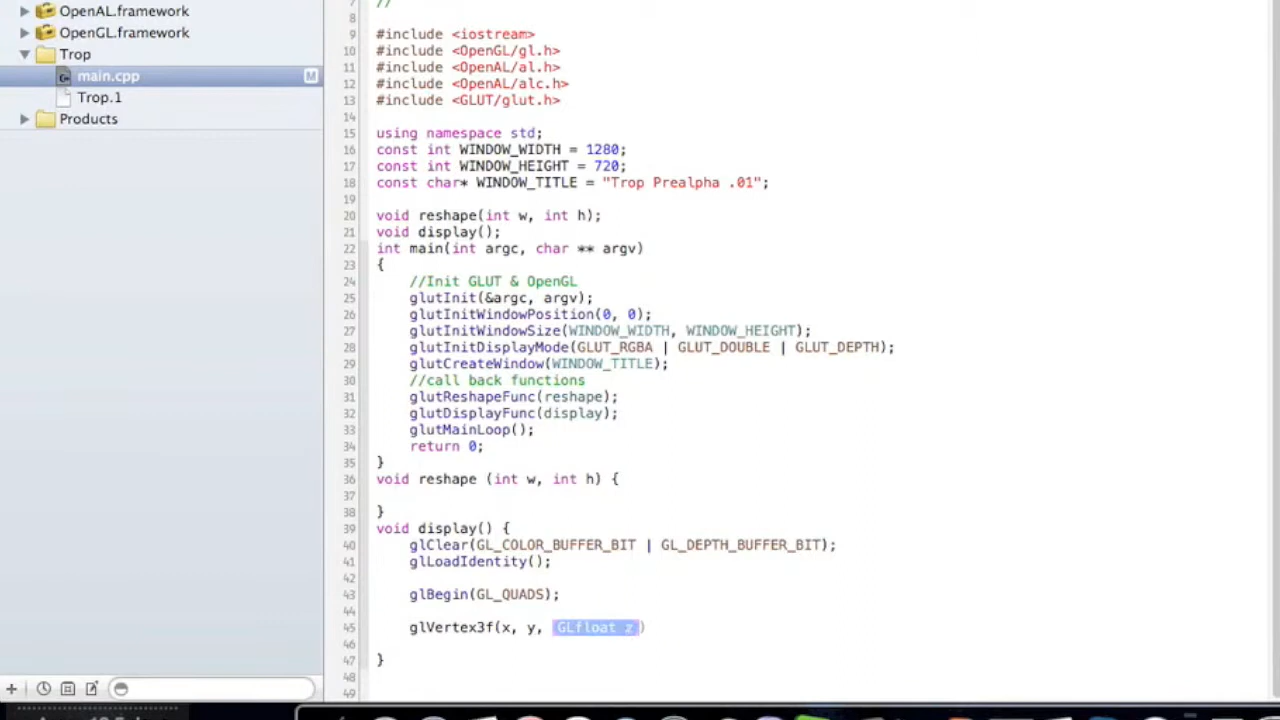 OpenAL.framework
OpenGL.framework
Trop
main.cpp M
Trop.1
Products
7 //
8
9 #include <iostream>
10 #include <OpenGL/gl.h>
11 #include <OpenAL/al.h>
12 #include <OpenAL/alc.h>
13 #include <GLUT/glut.h>
14
15 using namespace std;
16 const int WINDOW_WIDTH = 1280;
17 const int WINDOW_HEIGHT = 720;
18 const char* WINDOW_TITLE = "Trop Prealpha .01";
19
20 void reshape(int w, int h);
21 void display();
22 int main(int argc, char ** argv)
23 {
24 //Init GLUT & OpenGL
25 glutInit(&argc, argv);
26 glutInitWindowPosition(0, 0);
27 glutInitWindowSize(WINDOW_WIDTH, WINDOW_HEIGHT);
28 glutInitDisplayMode(GLUT_RGBA | GLUT_DOUBLE | GLUT_DEPTH);
29 glutCreateWindow(WINDOW_TITLE);
30 //call back functions
31 glutReshapeFunc(reshape);
32 glutDisplayFunc(display);
33 glutMainLoop();
34 return 0;
35 }
36 void reshape (int w, int h) {
37
38 }
39 void display() {
40 glClear(GL_COLOR_BUFFER_BIT | GL_DEPTH_BUFFER_BIT);
41 glLoadIdentity();
42
43 glBegin(GL_QUADS);
44
45 glVertex3f(x, y, GLfloat z)
46
47 }
48
49